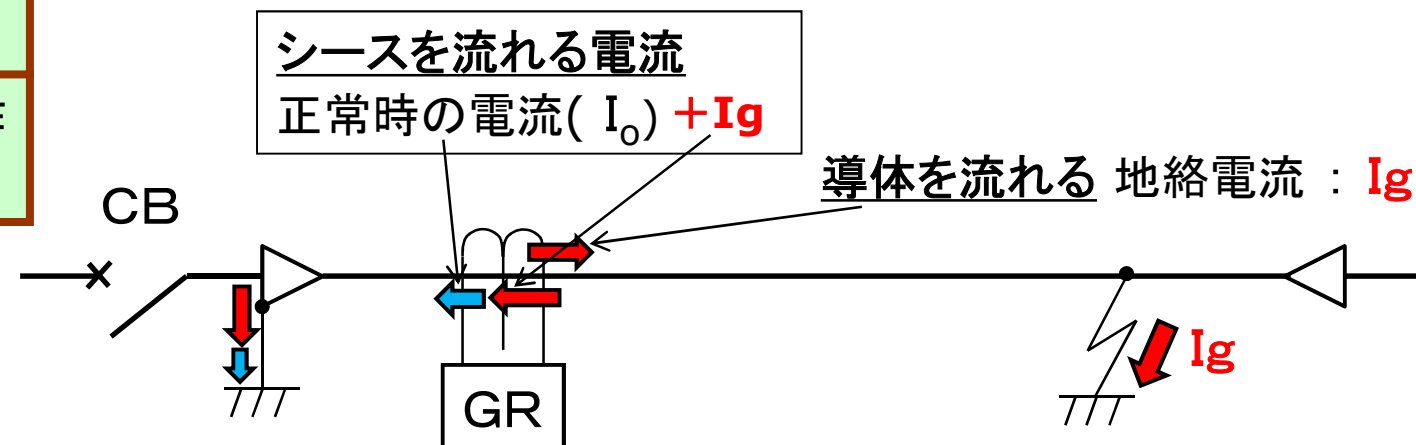 シースを流れる電流
正常時の電流( Io) +Ig
導体を流れる 地絡電流 : Ig
CB
Ig
GR